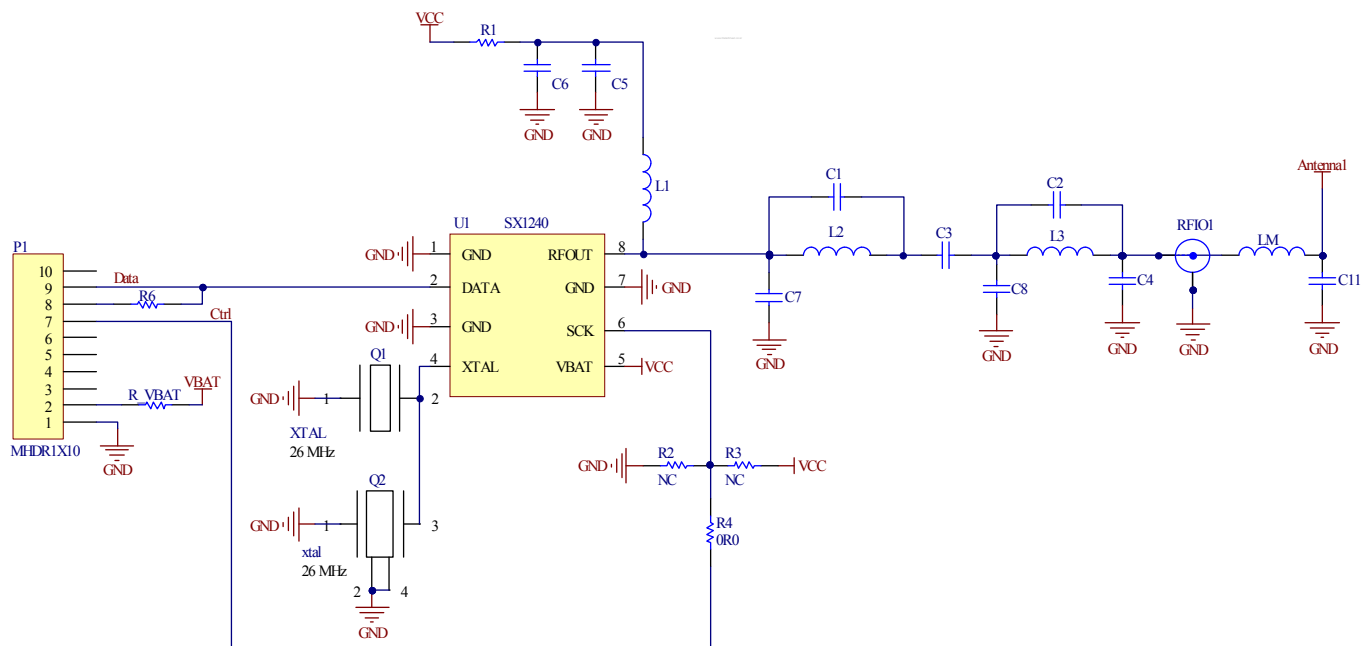 VCC
R1
C6
C5
GND
GND
L1
Antenna1
C1
C2
RFIO1
L2
C3
L3
LM
C7
C8
C4
C11
GND
GND
GND
GND
GND
U1 SX1240
GND 1 GND RFOUT 8
2 DATA GND 7 GND
GND 3 GND SCK 6
4 XTAL VBAT 5 VCC
P1
10
9 Data
8 R6
7 Ctrl
6
5
4
3
2 R_VBAT VBAT
1
GND
MHDR1X10
Q1
GND 1 2
XTAL
26 MHz
Q2
GND 1 3
xtal
26 MHz
2 4
GND
GND R2 R3 VCC
NC NC
R4
0R0